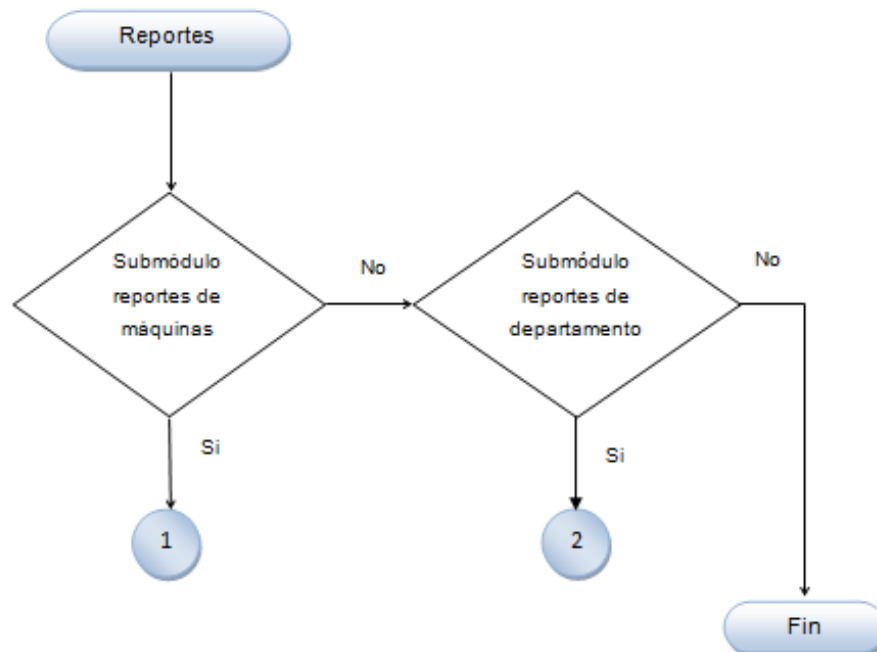 Reportes
Submódulo
reportes de
máquinas
No
Submódulo
reportes de
departamento
No
Si
Si
1
2
Fin